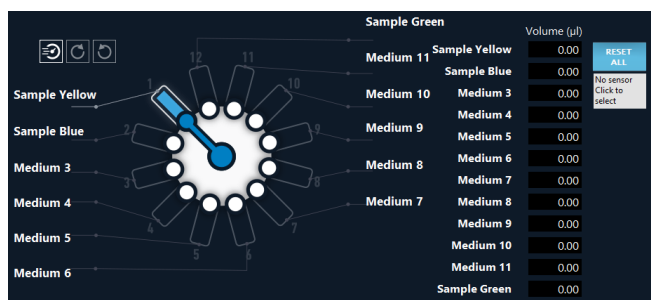 Sample Green
Volume (µl)
12
11
Medium 11
Sample Yellow
0.00
RESET
ALL
Sample Blue
0.00
No sensor
Click to
select
1
10
Sample Yellow
Medium 10
Medium 3
0.00
Medium 4
0.00
Sample Blue
2
9
Medium 9
Medium 5
0.00
Medium 6
0.00
Medium 3
3
8
Medium 8
Medium 7
0.00
Medium 4
Medium 7
Medium 8
0.00
4
7
Medium 9
0.00
Medium 5
5
6
Medium 10
0.00
Medium 6
Medium 11
0.00
Sample Green
0.00